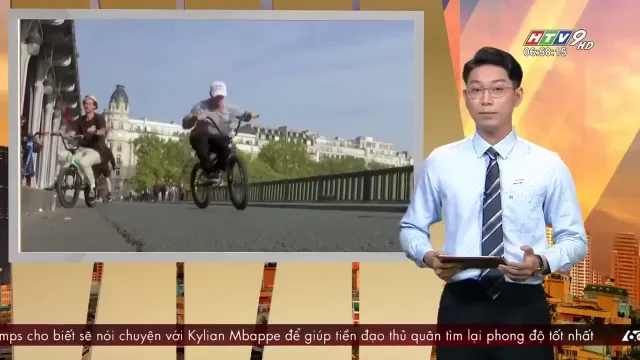 HTV9 HD
06:58:15
mps cho biết sẽ nói chuyện với Kylian Mbappe để giúp tiền đạo thủ quân tìm lại phong độ tốt nhất